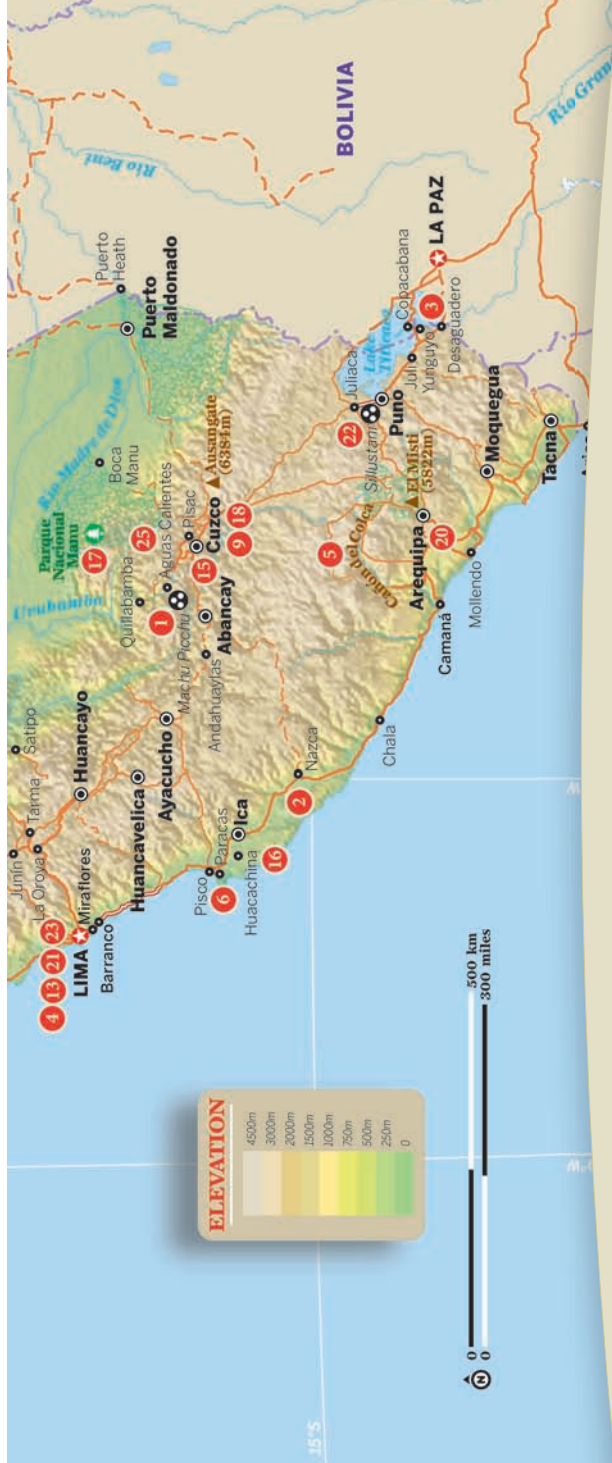 Junín
Tarma
Satipo
La Oroya
4
13
21
23
Miraflores
LIMA
Barranco
Huancayo
Huancavelica
Ayacucho
Andahuaylas
Abancay
Machu Picchu
1
Quillabamba
Urubamba
Aguas Calientes
25
Parque
Nacional
Manu
17
Río Madre de Dios
Boca
Manu
Pisac
15
Cuzco
9
18
Ausangate
(6384m)
Puerto
Maldonado
Puerto
Heath
Río Beni
BOLIVIA
Pisco
Paracas
6
Ica
Huacachina
16
2
Nazca
Chala
Camaná
Mollendo
5
Cañón del Colca
Arequipa
20
El Misti
(5822m)
22
Sillustani
Juliaca
Puno
Lake
Titicaca
Juli
Yunguyo
Copacabana
3
Desaguadero
LA PAZ
Moquegua
Tacna
Río Gran
ELEVATION
4500m
3000m
2000m
1500m
1000m
750m
500m
250m
0
15°S
N
0
500 km
0
300 miles